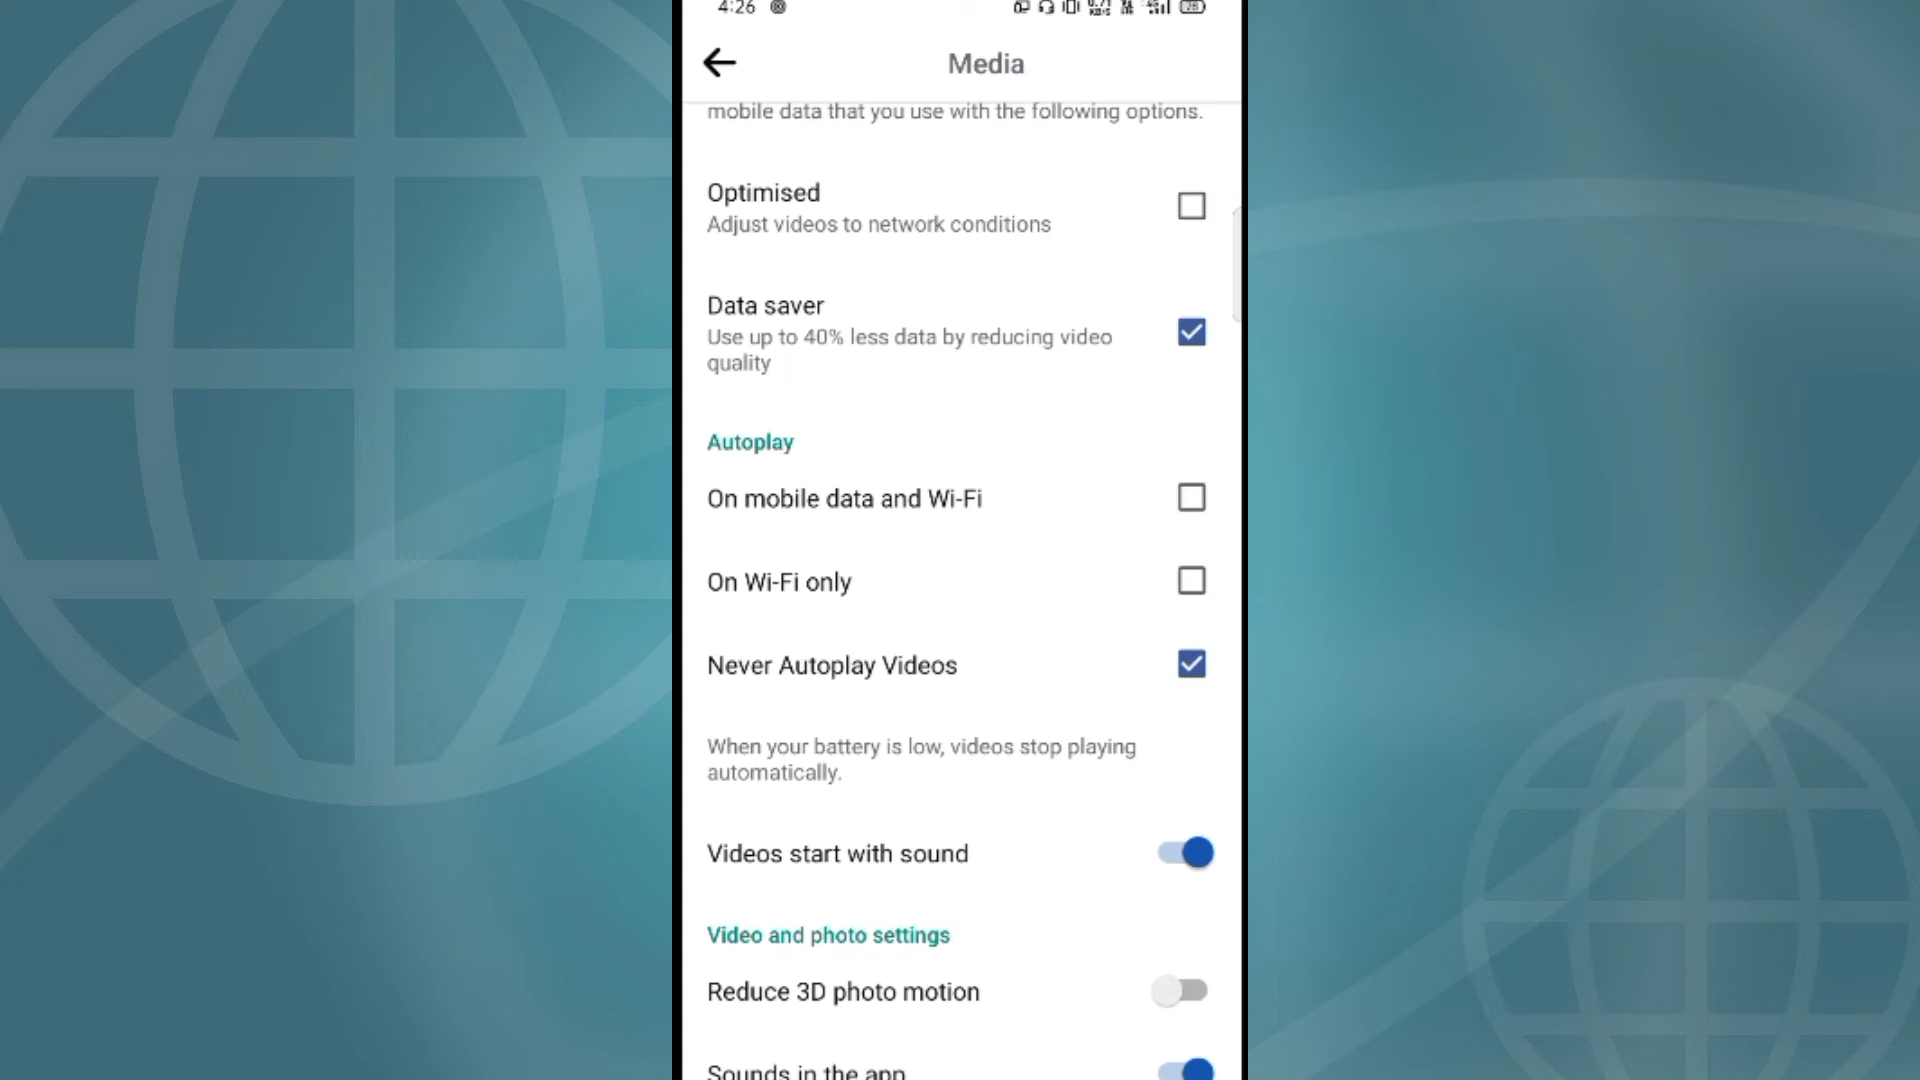 4:26
Media
mobile data that you use with the following options.
Optimised
Adjust videos to network conditions
Data saver
Use up to 40% less data by reducing video
quality
Autoplay
On mobile data and Wi-Fi
On Wi-Fi only
Never Autoplay Videos
When your battery is low, videos stop playing
automatically.
Videos start with sound
Video and photo settings
Reduce 3D photo motion
Sounds in the app